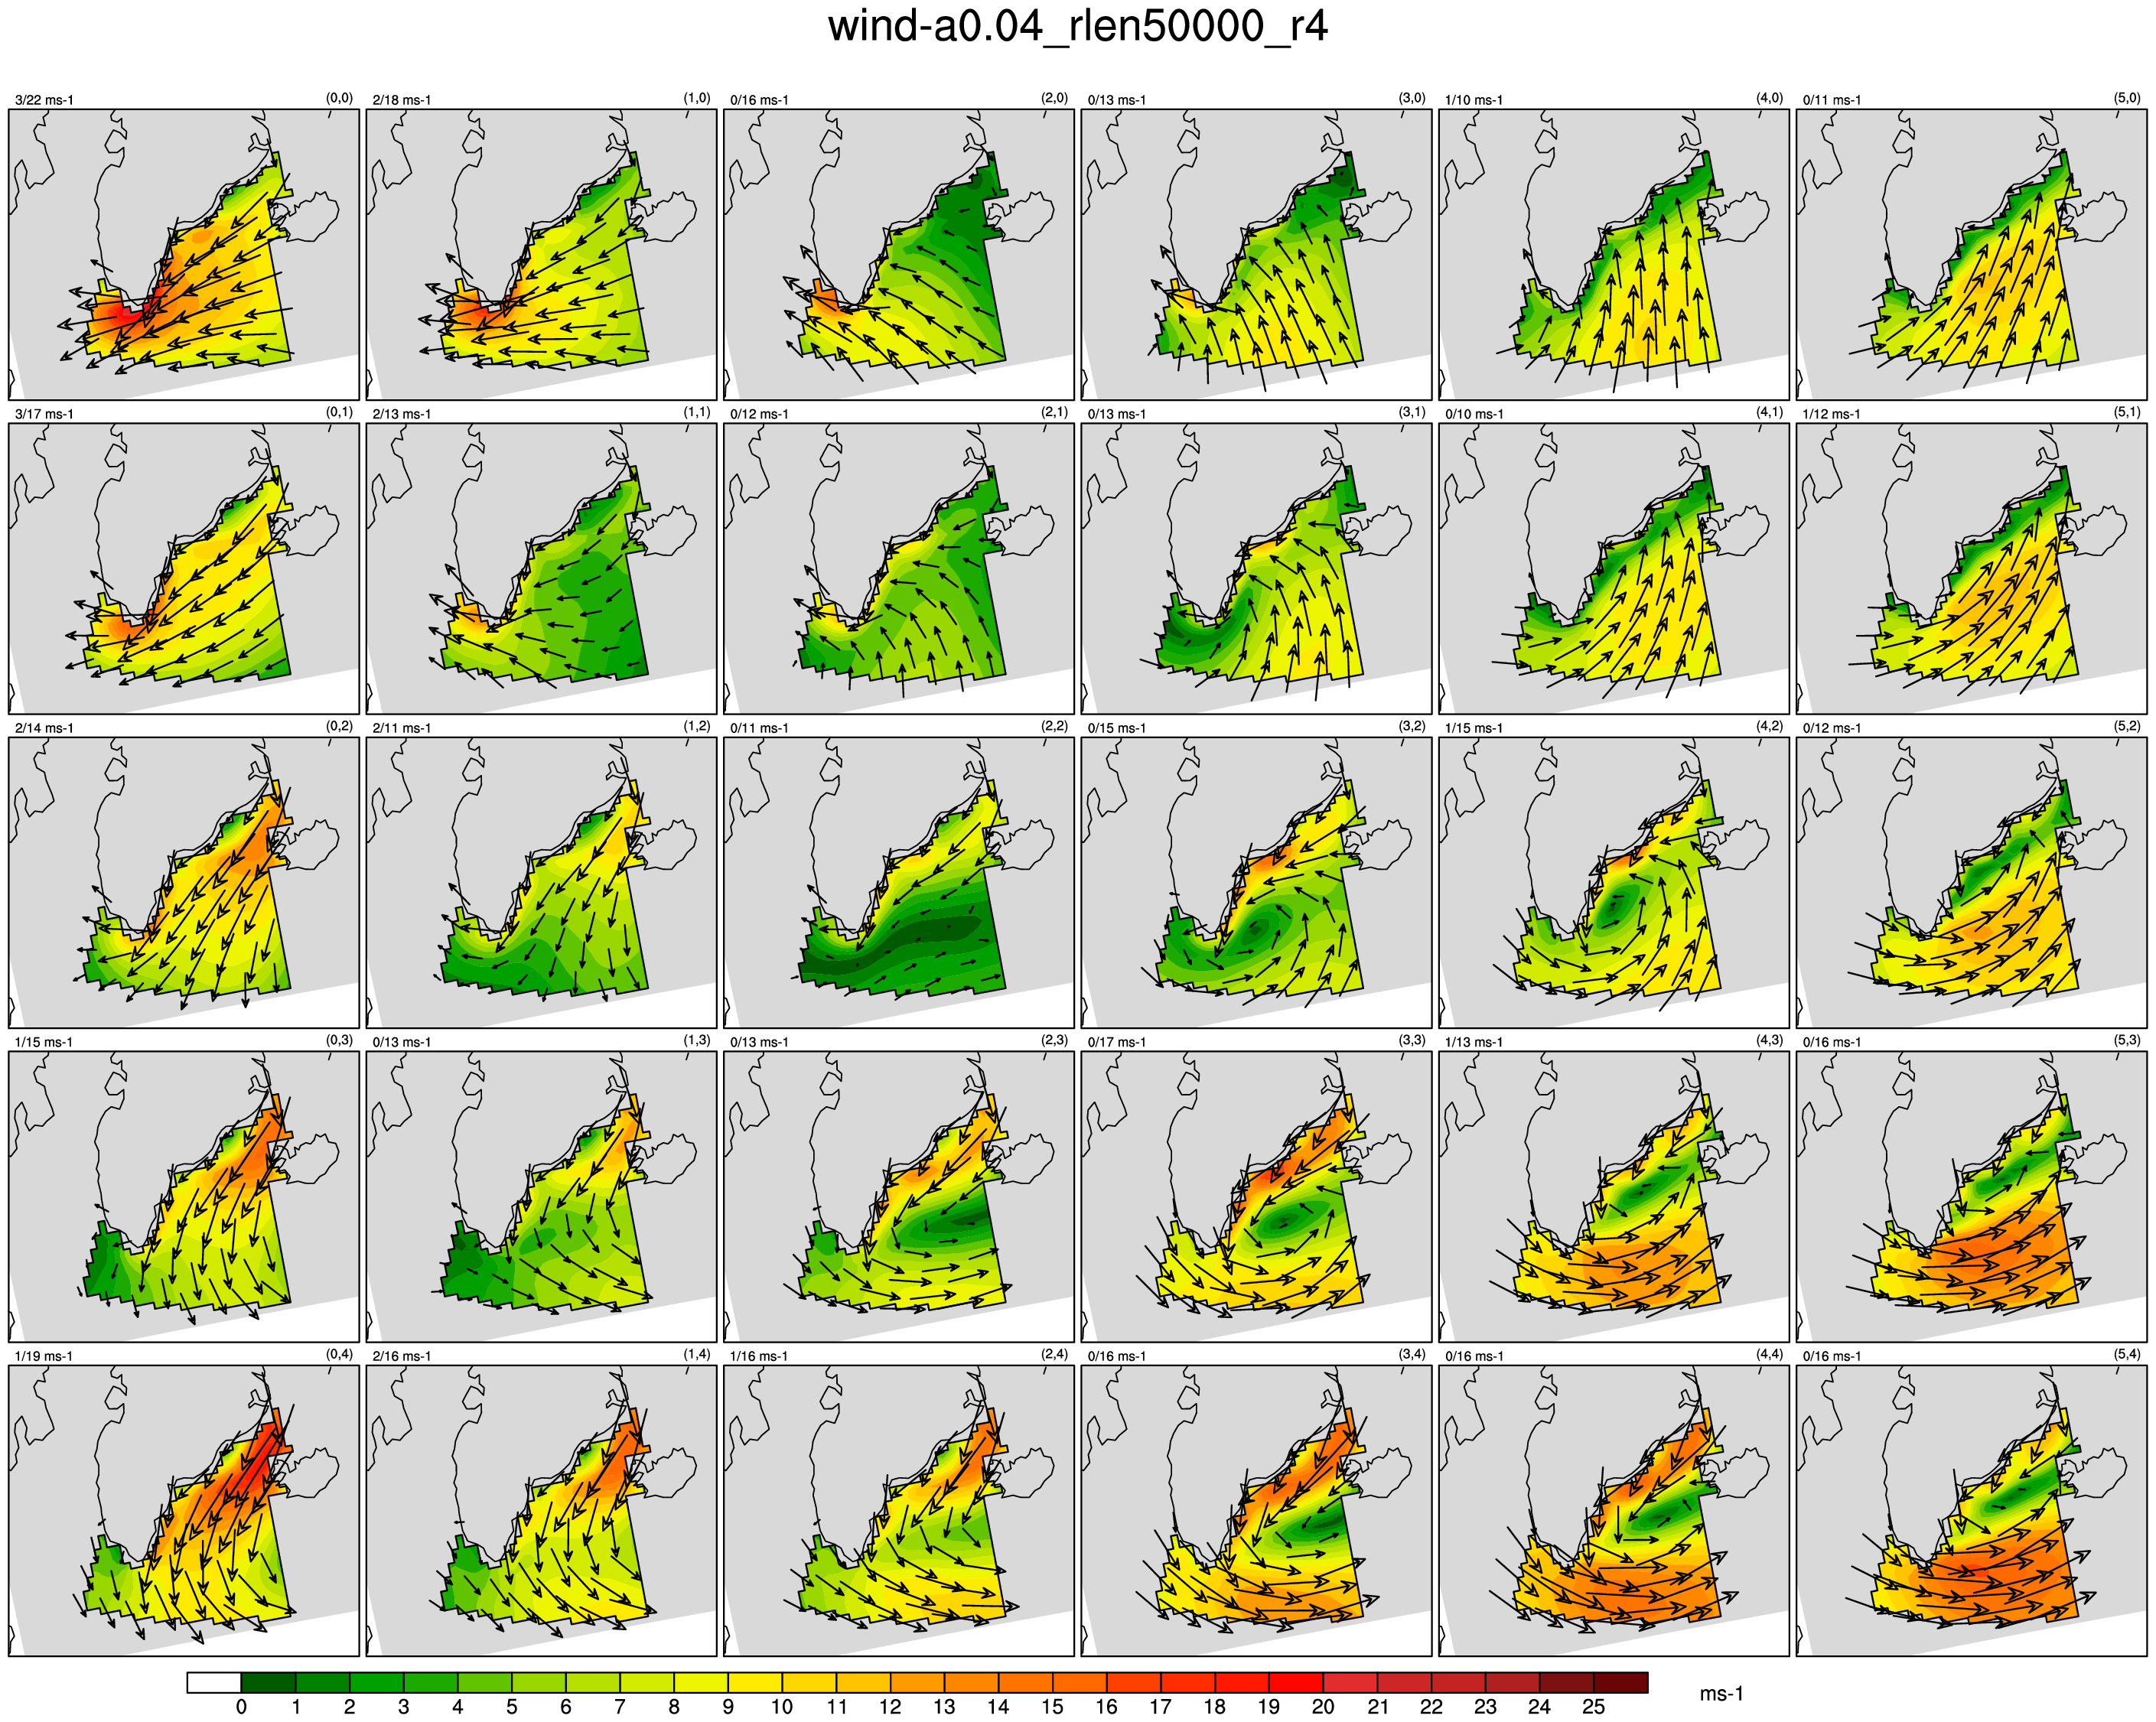 wind-a0.04_rlen50000_r4
3/22 ms-1 (0,0) 2/18 ms-1 (1,0) 0/16 ms-1 (2,0) 0/13 ms-1 (3,0) 1/10 ms-1 (4,0) 0/11 ms-1 (5,0)
3/17 ms-1 (0,1) 2/13 ms-1 (1,1) 0/12 ms-1 (2,1) 0/13 ms-1 (3,1) 0/10 ms-1 (4,1) 1/12 ms-1 (5,1)
2/14 ms-1 (0,2) 2/11 ms-1 (1,2) 0/11 ms-1 (2,2) 0/15 ms-1 (3,2) 1/15 ms-1 (4,2) 0/12 ms-1 (5,2)
1/15 ms-1 (0,3) 0/13 ms-1 (1,3) 0/13 ms-1 (2,3) 0/17 ms-1 (3,3) 1/13 ms-1 (4,3) 0/16 ms-1 (5,3)
1/19 ms-1 (0,4) 2/16 ms-1 (1,4) 1/16 ms-1 (2,4) 0/16 ms-1 (3,4) 0/16 ms-1 (4,4) 0/16 ms-1 (5,4)
0 1 2 3 4 5 6 7 8 9 10 11 12 13 14 15 16 17 18 19 20 21 22 23 24 25 ms-1